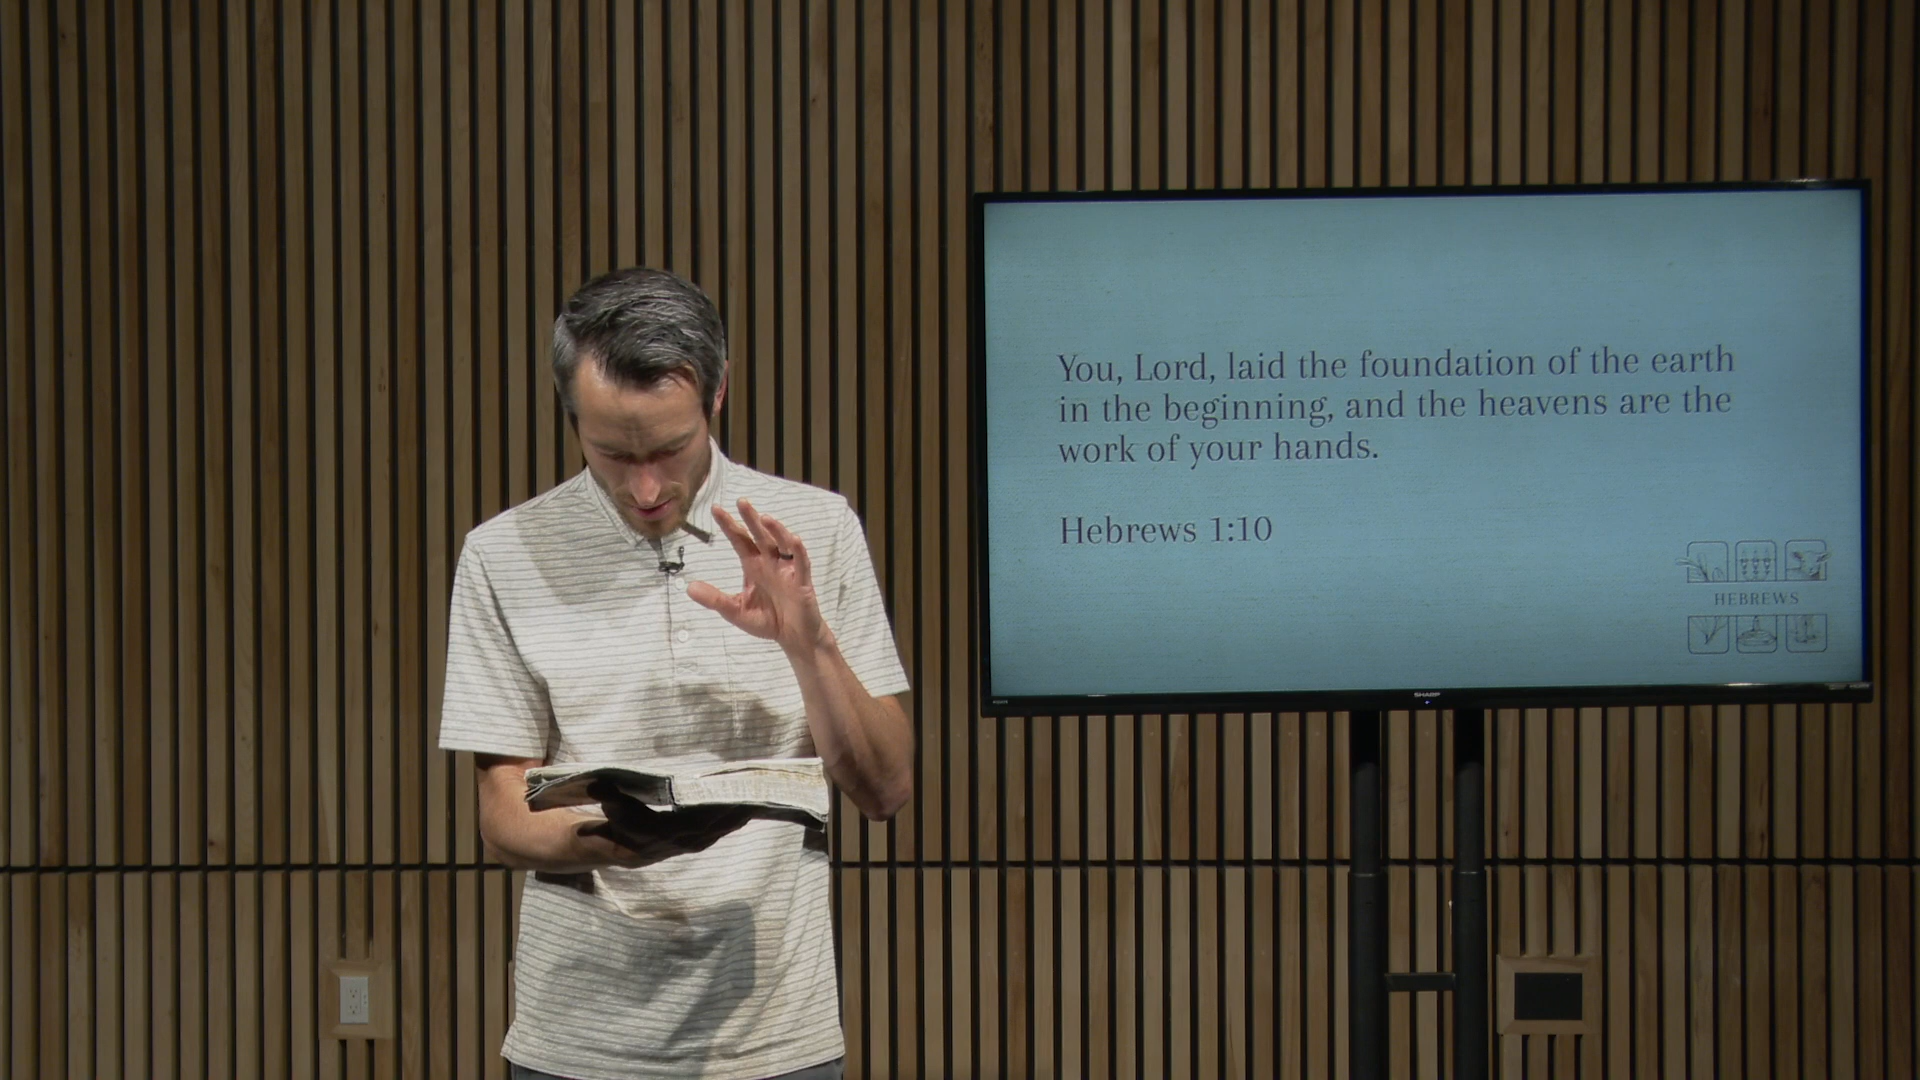 You, Lord, laid the foundation of the earth
in the beginning, and the heavens are the
work of your hands.
Hebrews 1:10
HEBREWS
SHARP